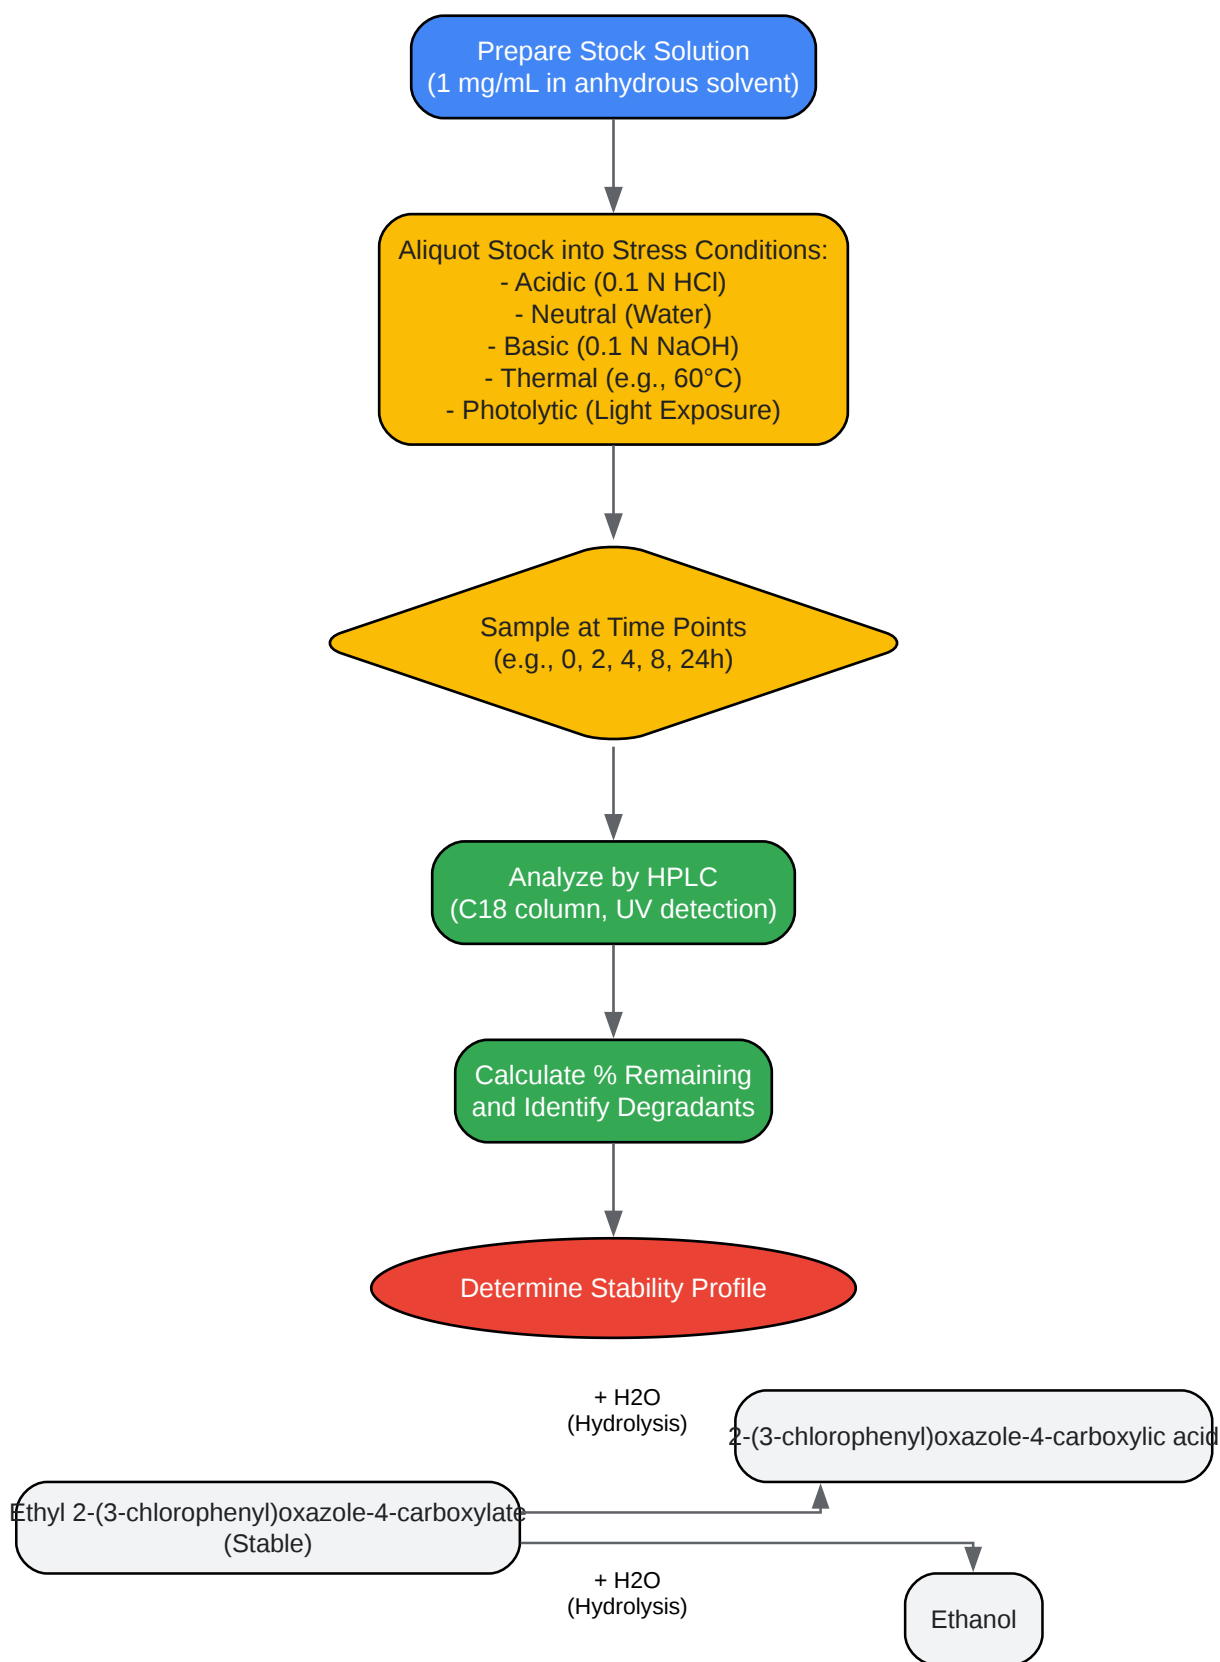 Prepare Stock Solution
(1 mg/mL in anhydrous solvent)
Aliquot Stock into Stress Conditions:
- Acidic (0.1 N HCl)
- Neutral (Water)
- Basic (0.1 N NaOH)
- Thermal (e.g., 60°C)
- Photolytic (Light Exposure)
Sample at Time Points
(e.g., 0, 2, 4, 8, 24h)
Analyze by HPLC
(C18 column, UV detection)
Calculate % Remaining
and Identify Degradants
Determine Stability Profile
+ H2O
(Hydrolysis)
2-(3-chlorophenyl)oxazole-4-carboxylic acid
Ethyl 2-(3-chlorophenyl)oxazole-4-carboxylate
(Stable)
+ H2O
(Hydrolysis)
Ethanol